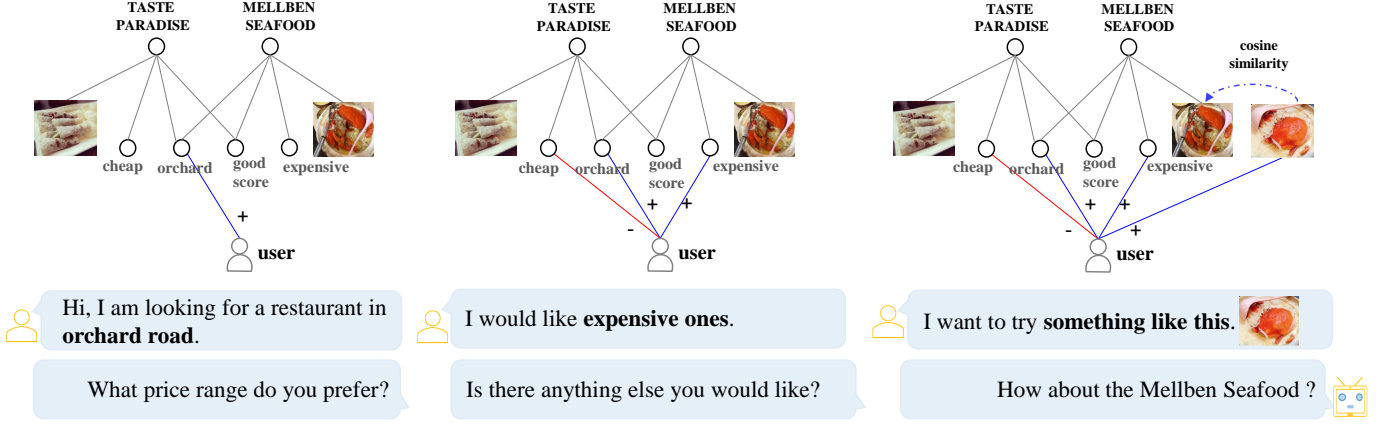 TASTE
PARADISE
MELLBEN
SEAFOOD
cheap
orchard
good
score
expensive
+
user
Hi, I am looking for a restaurant in
orchard road.
What price range do you prefer?
TASTE
PARADISE
MELLBEN
SEAFOOD
cheap
orchard
good
score
expensive
+
+
-
user
I would like expensive ones.
Is there anything else you would like?
TASTE
PARADISE
MELLBEN
SEAFOOD
cosine
similarity
cheap
orchard
good
score
expensive
+
+
-
+
user
I want to try something like this.
How about the Mellben Seafood ?